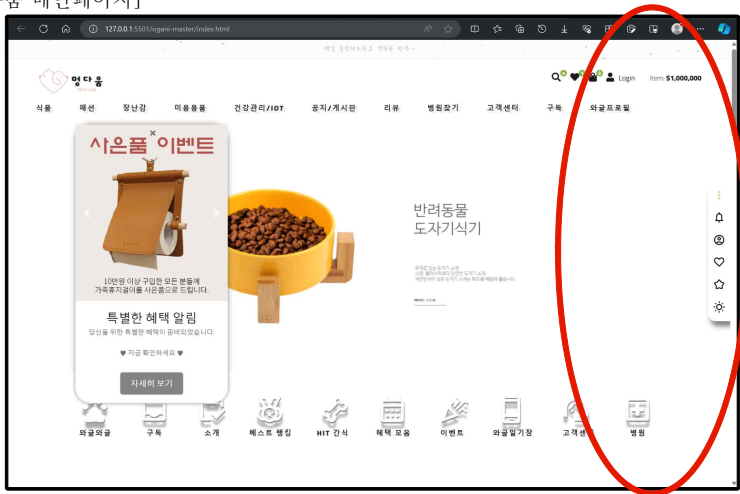 127.0.0.1:5501/ogani-master/index.html
멍다움
Login
item: $1,000,000
식품 패션 장난감 미용용품 건강관리/IOT 공지/게시판 리뷰 병원찾기 고객센터 구독 와글프로필
사은품 이벤트
×
10만원 이상 구입한 모든 분들께
가족휴지걸이를 사은품으로 드립니다.
특별한 혜택 알림
당신을 위한 특별한 혜택이 준비되었습니다.
♥ 지금 확인하세요 ♥
자세히 보기
반려동물
도자기식기
와글와글 구독 소개 베스트 랭킹 HIT 간식 혜택 모음 이벤트 와글일기장 고객센 병원